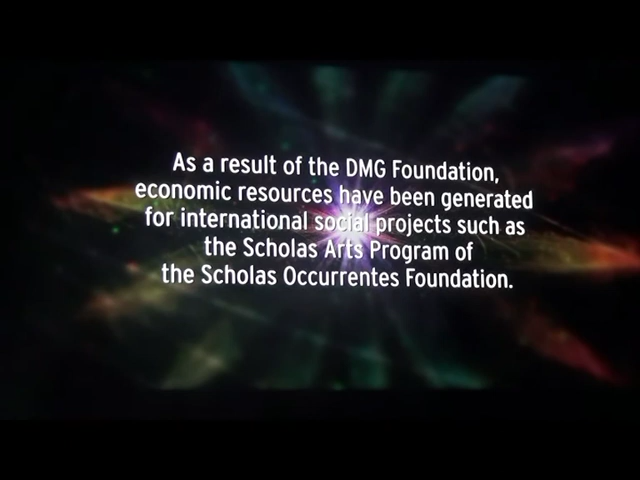 As a result of the DMG Foundation,
economic resources have been generated
for international social projects such as
the Scholas Arts Program of
the Scholas Occurrentes Foundation.